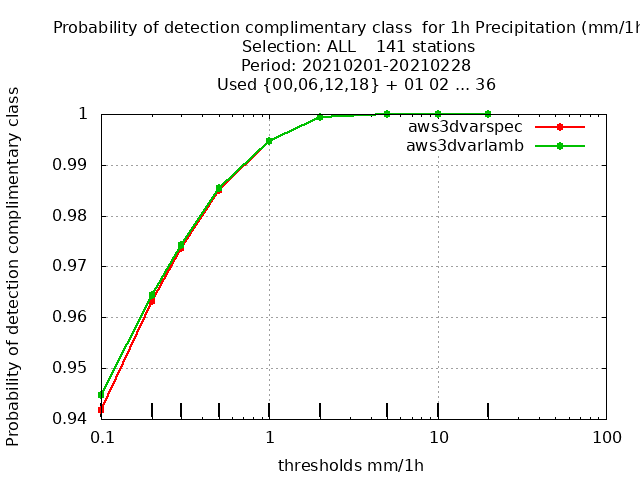 Probability of detection complimentary class  for 1h Precipitation (mm/1h
Selection: ALL    141 stations
Period: 20210201-20210228
Used {00,06,12,18} + 01 02 ... 36
Probability of detection complimentary class
1
0.99
0.98
0.97
0.96
0.95
0.94
aws3dvarspec
aws3dvarlamb
0.1
1
10
100
thresholds mm/1h